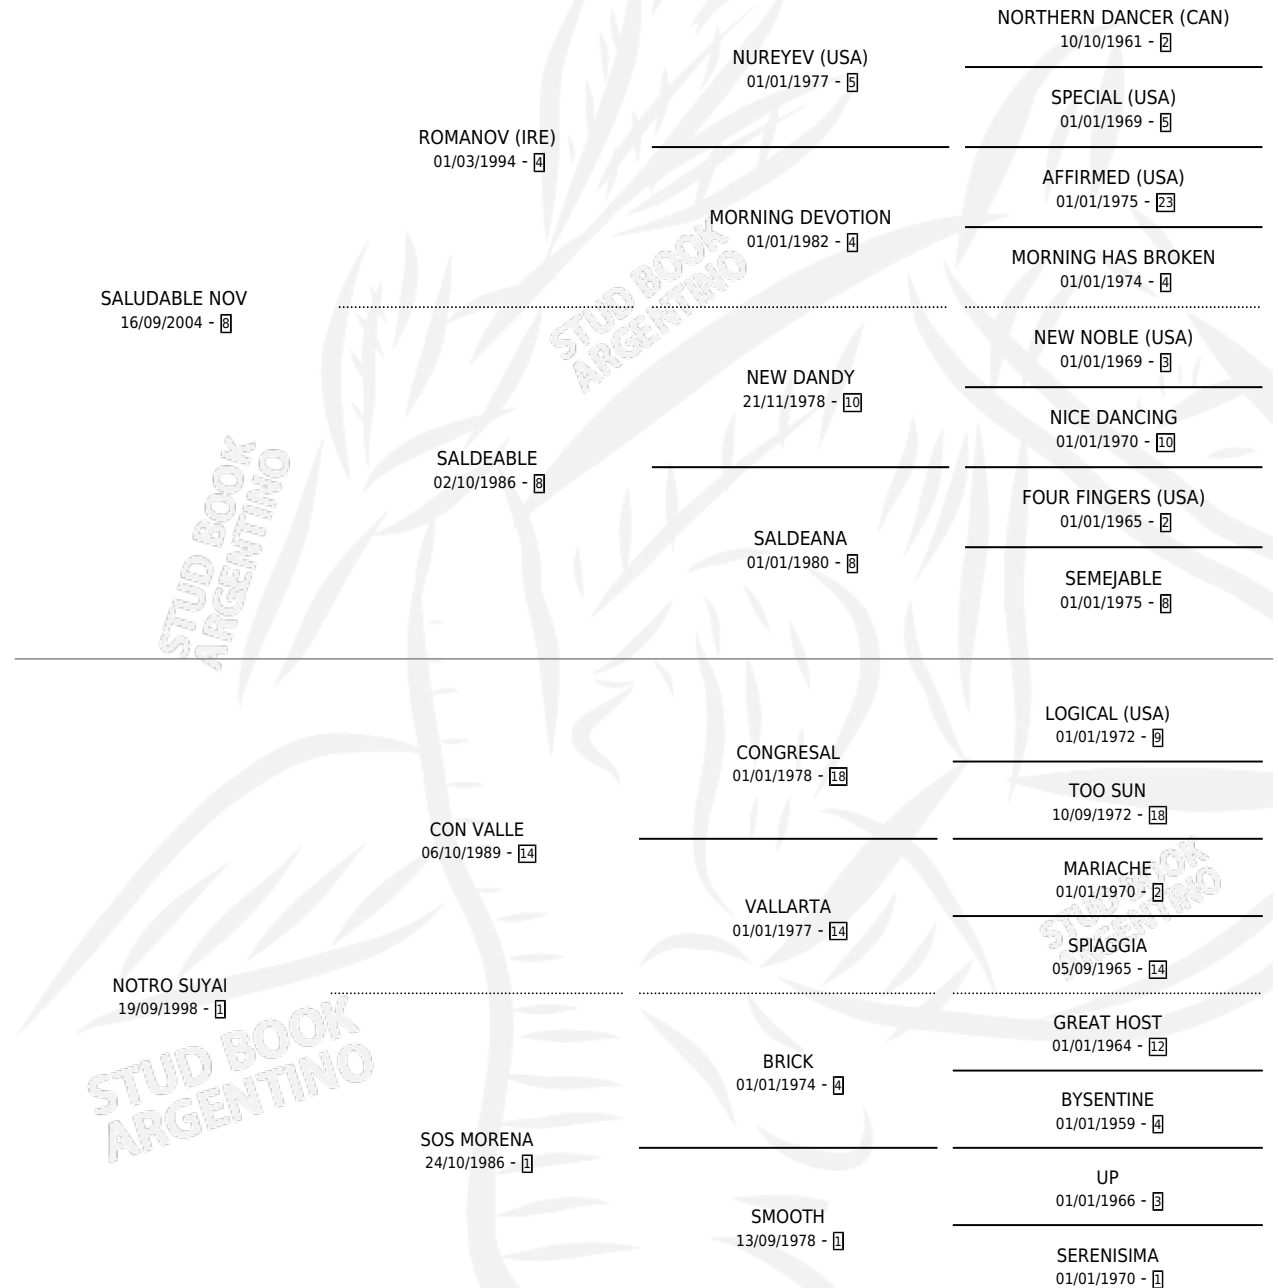 NORTHERN DANCER (CAN)
10/10/1961 - 2
NUREYEV (USA)
01/01/1977 - 5
SPECIAL (USA)
01/01/1969 - 5
ROMANOV (IRE)
01/03/1994 - 4
AFFIRMED (USA)
01/01/1975 - 23
MORNING DEVOTION
01/01/1982 - 4
MORNING HAS BROKEN
01/01/1974 - 4
SALUDABLE NOV
16/09/2004 - 8
STUD BOOK
ARGENTINO
NEW NOBLE (USA)
01/01/1969 - 3
NEW DANDY
21/11/1978 - 10
NICE DANCING
01/01/1970 - 10
SALDEABLE
02/10/1986 - 8
FOUR FINGERS (USA)
01/01/1965 - 2
SALDEANA
01/01/1980 - 8
SEMEJABLE
01/01/1975 - 8
STUD BOOK
ARGENTINO
LOGICAL (USA)
01/01/1972 - 9
CONGRESAL
01/01/1978 - 18
TOO SUN
10/09/1972 - 18
CON VALLE
06/10/1989 - 14
MARIACHE
01/01/1970 - 2
VALLARTA
01/01/1977 - 14
SPIAGGIA
05/09/1965 - 14
STUD BOOK
ARGENTINO
NOTRO SUYAI
19/09/1998 - 1
STUD BOOK
ARGENTINO
GREAT HOST
01/01/1964 - 12
BRICK
01/01/1974 - 4
BYSENTINE
01/01/1959 - 4
SOS MORENA
24/10/1986 - 1
UP
01/01/1966 - 3
SMOOTH
13/09/1978 - 1
SERENISIMA
01/01/1970 - 1